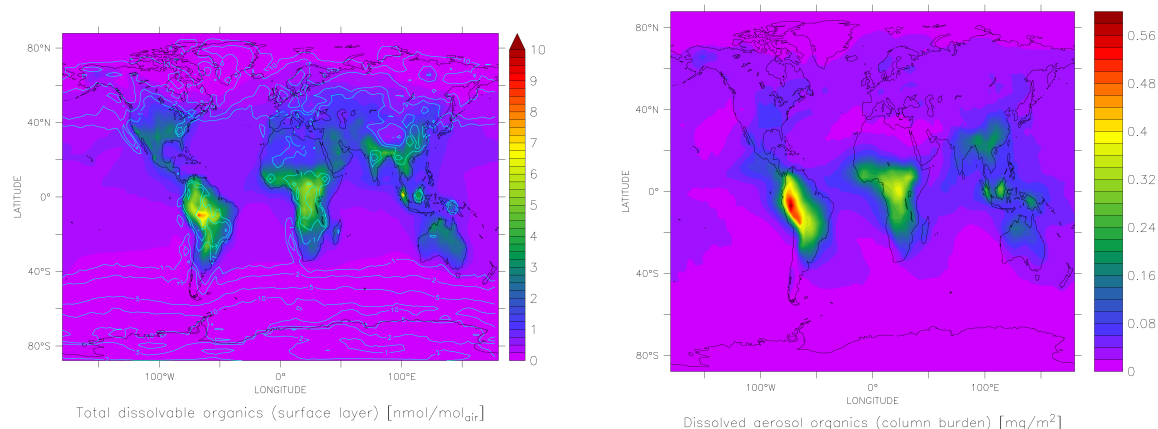 80°N
40°N
0°
40°S
80°S
LATITUDE
100°W
0°
100°E
LONGITUDE
10
9
8
7
6
5
4
3
2
1
0
Total dissolvable organics (surface layer) [nmol/mol_air]
80°N
40°N
0°
40°S
80°S
LATITUDE
100°W
0°
100°E
LONGITUDE
0.56
0.48
0.4
0.32
0.24
0.16
0.08
0
Dissolved aerosol organics (column burden) [mg/m²]